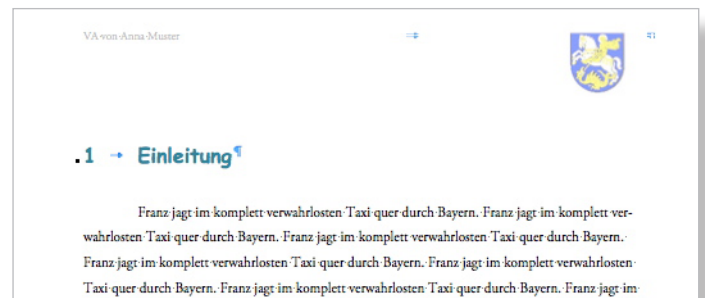 VA von Anna Muster
1 Einleitung
Franz jagt im komplett verwahrlosten Taxi quer durch Bayern. Franz jagt im komplett ver-
wahrlosten Taxi quer durch Bayern. Franz jagt im komplett verwahrlosten Taxi quer durch Bayern.
Franz jagt im komplett verwahrlosten Taxi quer durch Bayern. Franz jagt im komplett verwahrlosten
Taxi quer durch Bayern. Franz jagt im komplett verwahrlosten Taxi quer durch Bayern. Franz jagt im